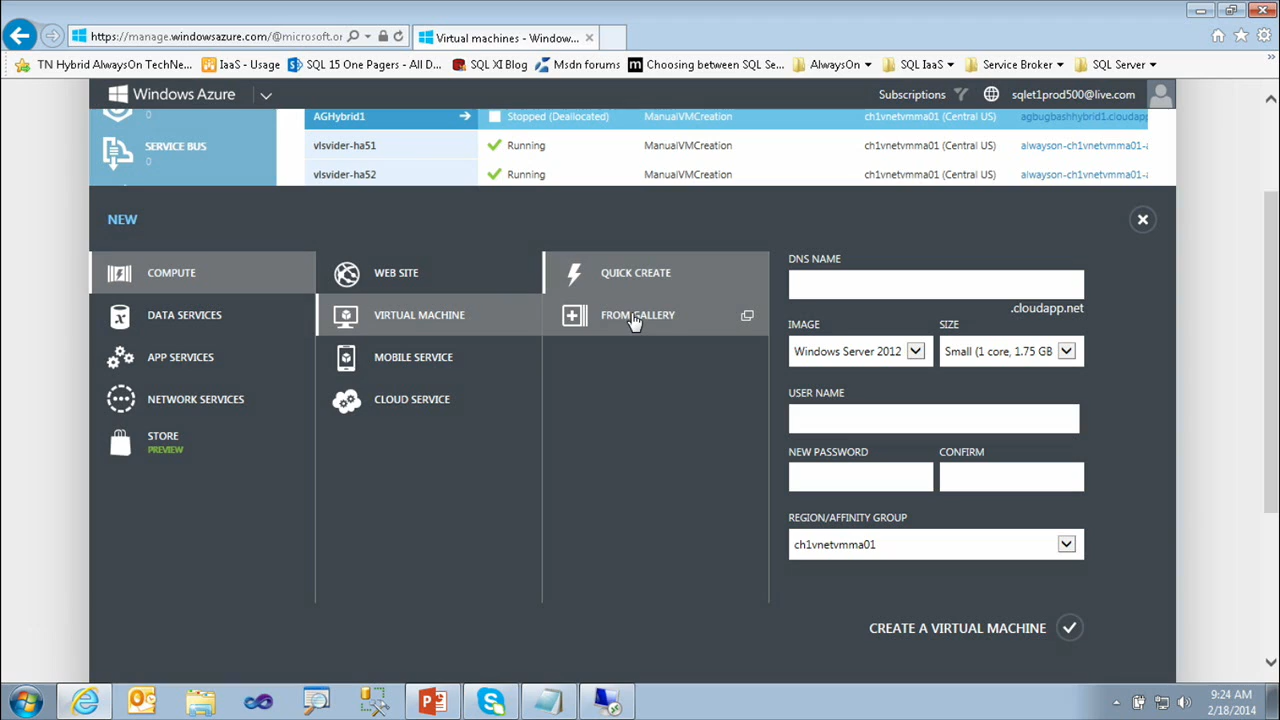 https://manage.windowsazure.com/@microsoft.or
Virtual machines - Window...
TN Hybrid AlwaysOn TechNe...
IaaS - Usage
SQL 15 One Pagers - All D...
SQL XI Blog
Msdn forums
Choosing between SQL Se...
AlwaysOn
SQL IaaS
Service Broker
SQL Server
Windows Azure
Subscriptions
sqlet1prod500@live.com
0
AGHybrid1
Stopped (Deallocated)
ManualVMCreation
ch1vnetvmma01 (Central US)
agbugbashhybrid1.cloudapp
SERVICE BUS
0
vlsvider-ha51
Running
ManualVMCreation
ch1vnetvmma01 (Central US)
alwayson-ch1vnetvmma01-
vlsvider-ha52
Running
ManualVMCreation
ch1vnetvmma01 (Central US)
alwayson-ch1vnetvmma01-
NEW
COMPUTE
DATA SERVICES
APP SERVICES
NETWORK SERVICES
STORE
PREVIEW
WEB SITE
VIRTUAL MACHINE
MOBILE SERVICE
CLOUD SERVICE
QUICK CREATE
FROM GALLERY
DNS NAME
.cloudapp.net
IMAGE
SIZE
Windows Server 2012
Small (1 core, 1.75 GB
USER NAME
NEW PASSWORD
CONFIRM
REGION/AFFINITY GROUP
ch1vnetvmma01
CREATE A VIRTUAL MACHINE
9:24 AM
2/18/2014